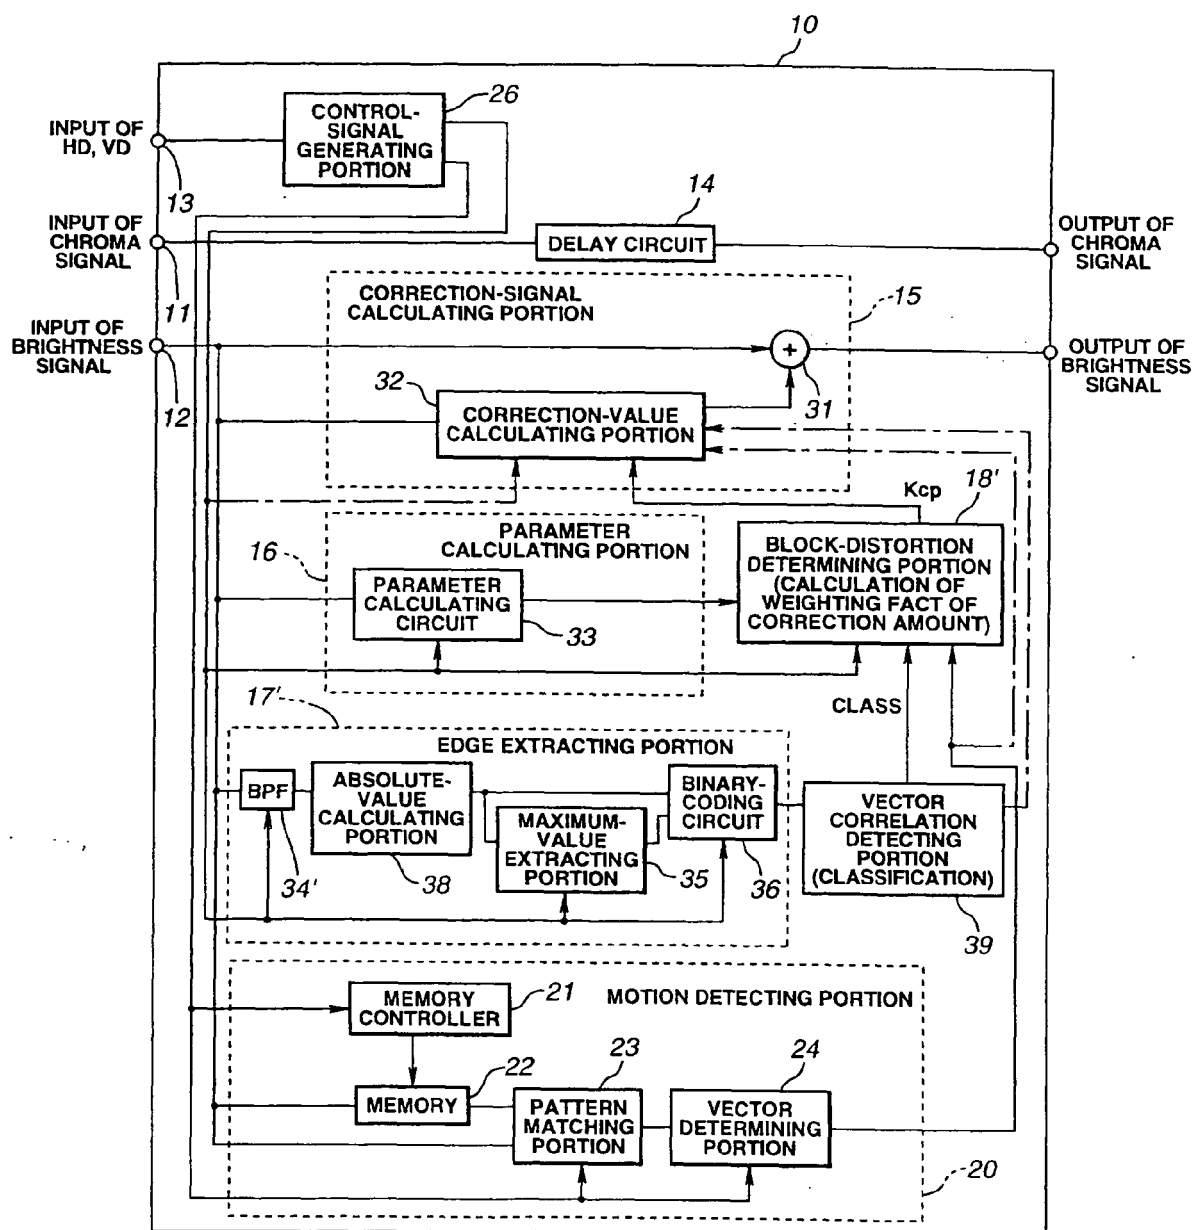 10
CONTROL-
SIGNAL
GENERATING
PORTION
26
INPUT OF
HD, VD
13
INPUT OF
CHROMA
SIGNAL
11
14
DELAY CIRCUIT
OUTPUT OF
CHROMA
SIGNAL
CORRECTION-SIGNAL
CALCULATING PORTION
15
INPUT OF
BRIGHTNESS
SIGNAL
12
+
31
OUTPUT OF
BRIGHTNESS
SIGNAL
32
CORRECTION-VALUE
CALCULATING PORTION
Kcp
18'
PARAMETER
CALCULATING PORTION
16
PARAMETER
CALCULATING
CIRCUIT
33
BLOCK-DISTORTION
DETERMINING PORTION
(CALCULATION OF
WEIGHTING FACT OF
CORRECTION AMOUNT)
CLASS
17'
EDGE EXTRACTING PORTION
BPF
34'
ABSOLUTE-
VALUE
CALCULATING
PORTION
38
MAXIMUM-
VALUE
EXTRACTING
PORTION
35
BINARY-
CODING
CIRCUIT
36
VECTOR
CORRELATION
DETECTING
PORTION
(CLASSIFICATION)
39
MOTION DETECTING PORTION
MEMORY
CONTROLLER
21
MEMORY
22
23
PATTERN
MATCHING
PORTION
24
VECTOR
DETERMINING
PORTION
20